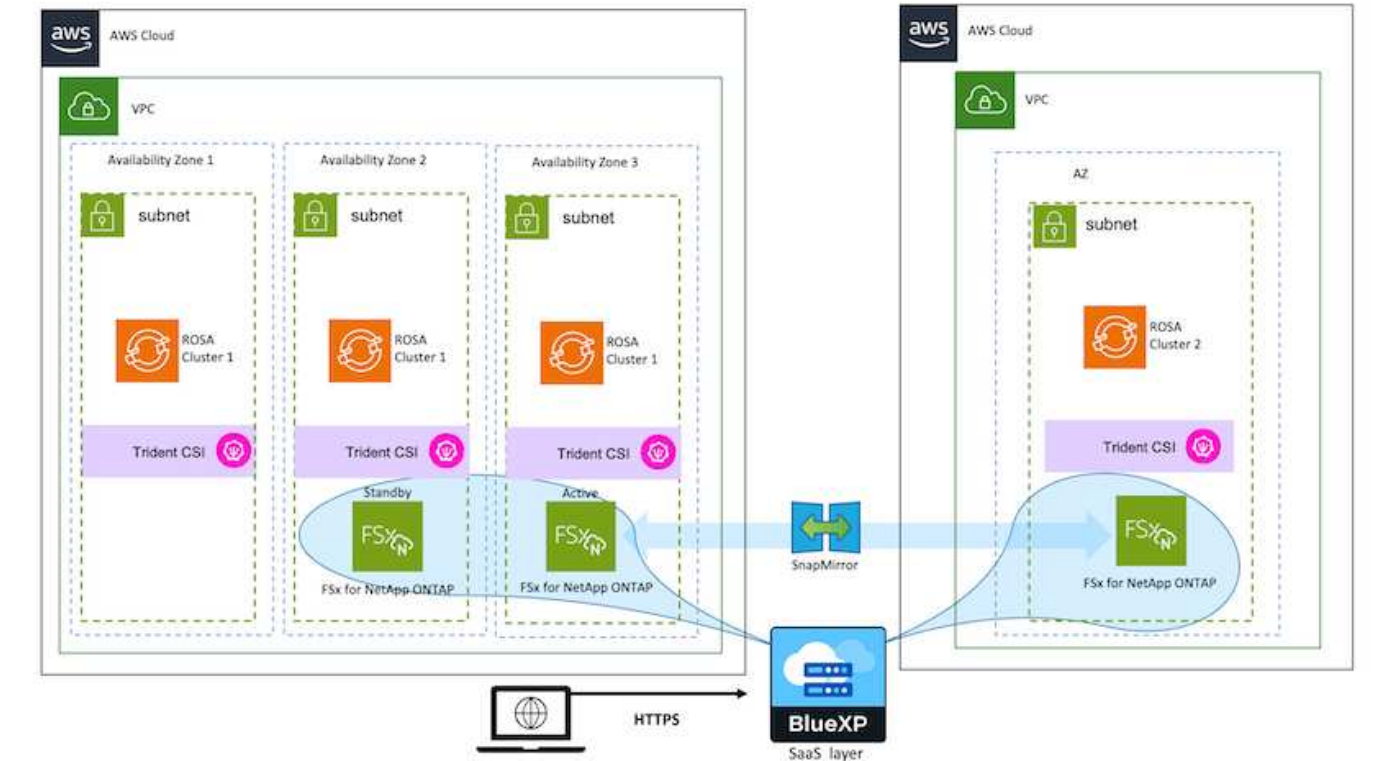 aws
AWS Cloud
VPC
Availability Zone 1
subnet
ROSA
Cluster 1
Trident CSI
Availability Zone 2
subnet
ROSA
Cluster 1
Trident CSI
Standby
FSx
N
FSx for NetApp ONTAP
Availability Zone 3
subnet
ROSA
Cluster 1
Trident CSI
Active
FSx
N
FSx for NetApp ONTAP
SnapMirror
aws
AWS Cloud
VPC
AZ
subnet
ROSA
Cluster 2
Trident CSI
FSx
N
FSx for NetApp ONTAP
HTTPS
BlueXP
SaaS layer